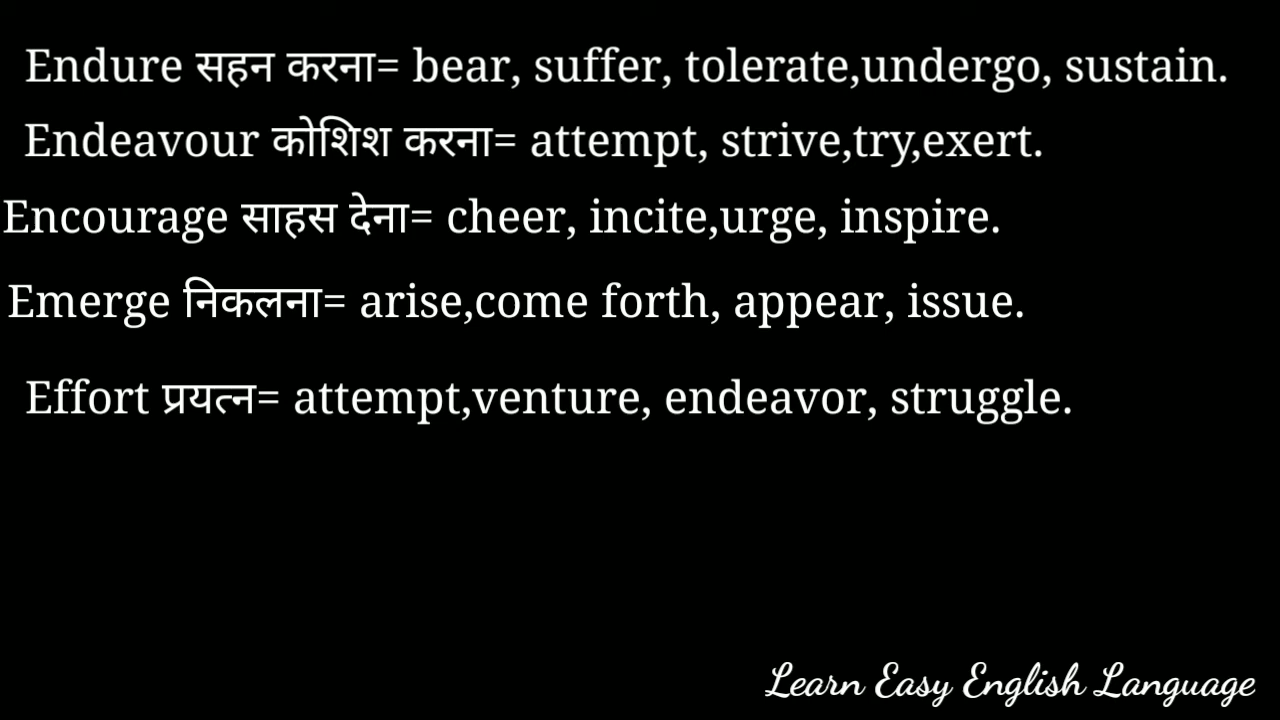 Endure सहन करना= bear, suffer, tolerate,undergo, sustain.
Endeavour कोशिश करना= attempt, strive,try,exert.
Encourage साहस देना= cheer, incite,urge, inspire.
Emerge निकलना= arise,come forth, appear, issue.
Effort प्रयत्न= attempt,venture, endeavor, struggle.
Learn Easy English Language